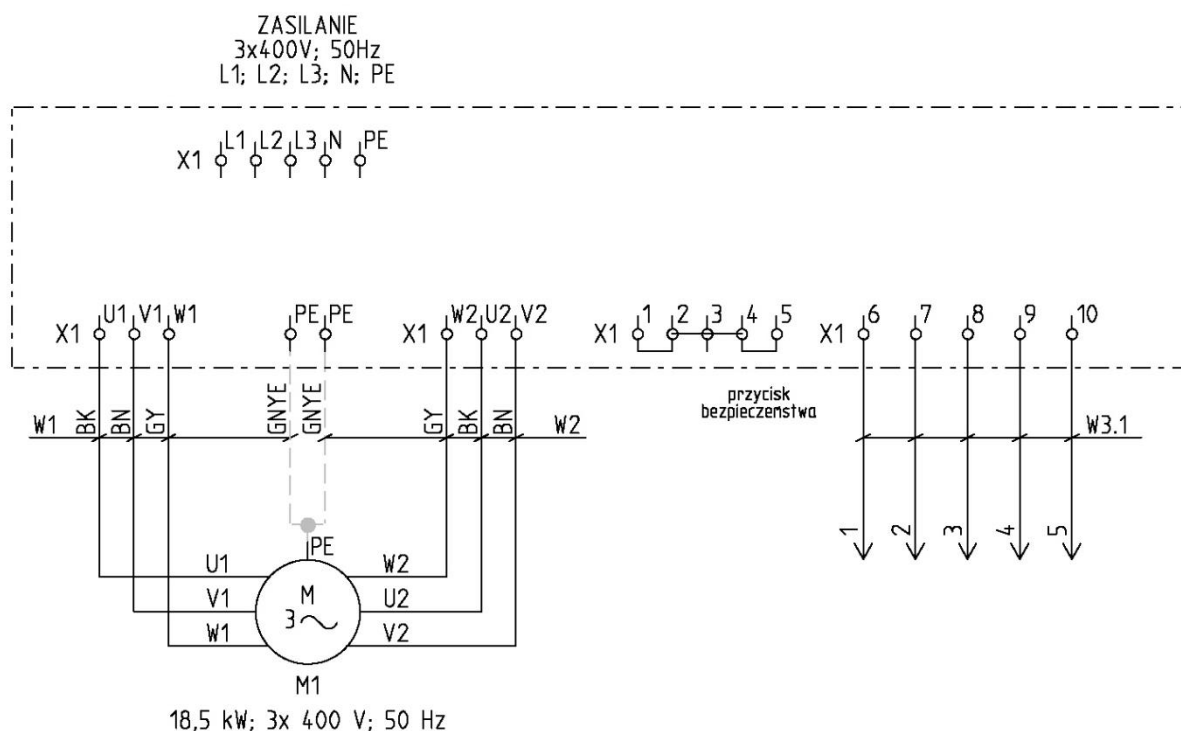 ZASILANIE
3x400V; 50Hz
L1; L2; L3; N; PE
X1 L1 L2 L3 N PE
X1 U1 V1 W1 PE PE X1 W2 U2 V2 X1 1 2 3 4 5 X1 6 7 8 9 10
przycisk
bezpieczenstwa
W1 BK BN GY GNYE GNYE GY BK BN W2 W3.1
1 2 3 4 5
PE
U1 M W2
V1 3 U2
W1 V2
M1
18,5 kW; 3x 400 V; 50 Hz